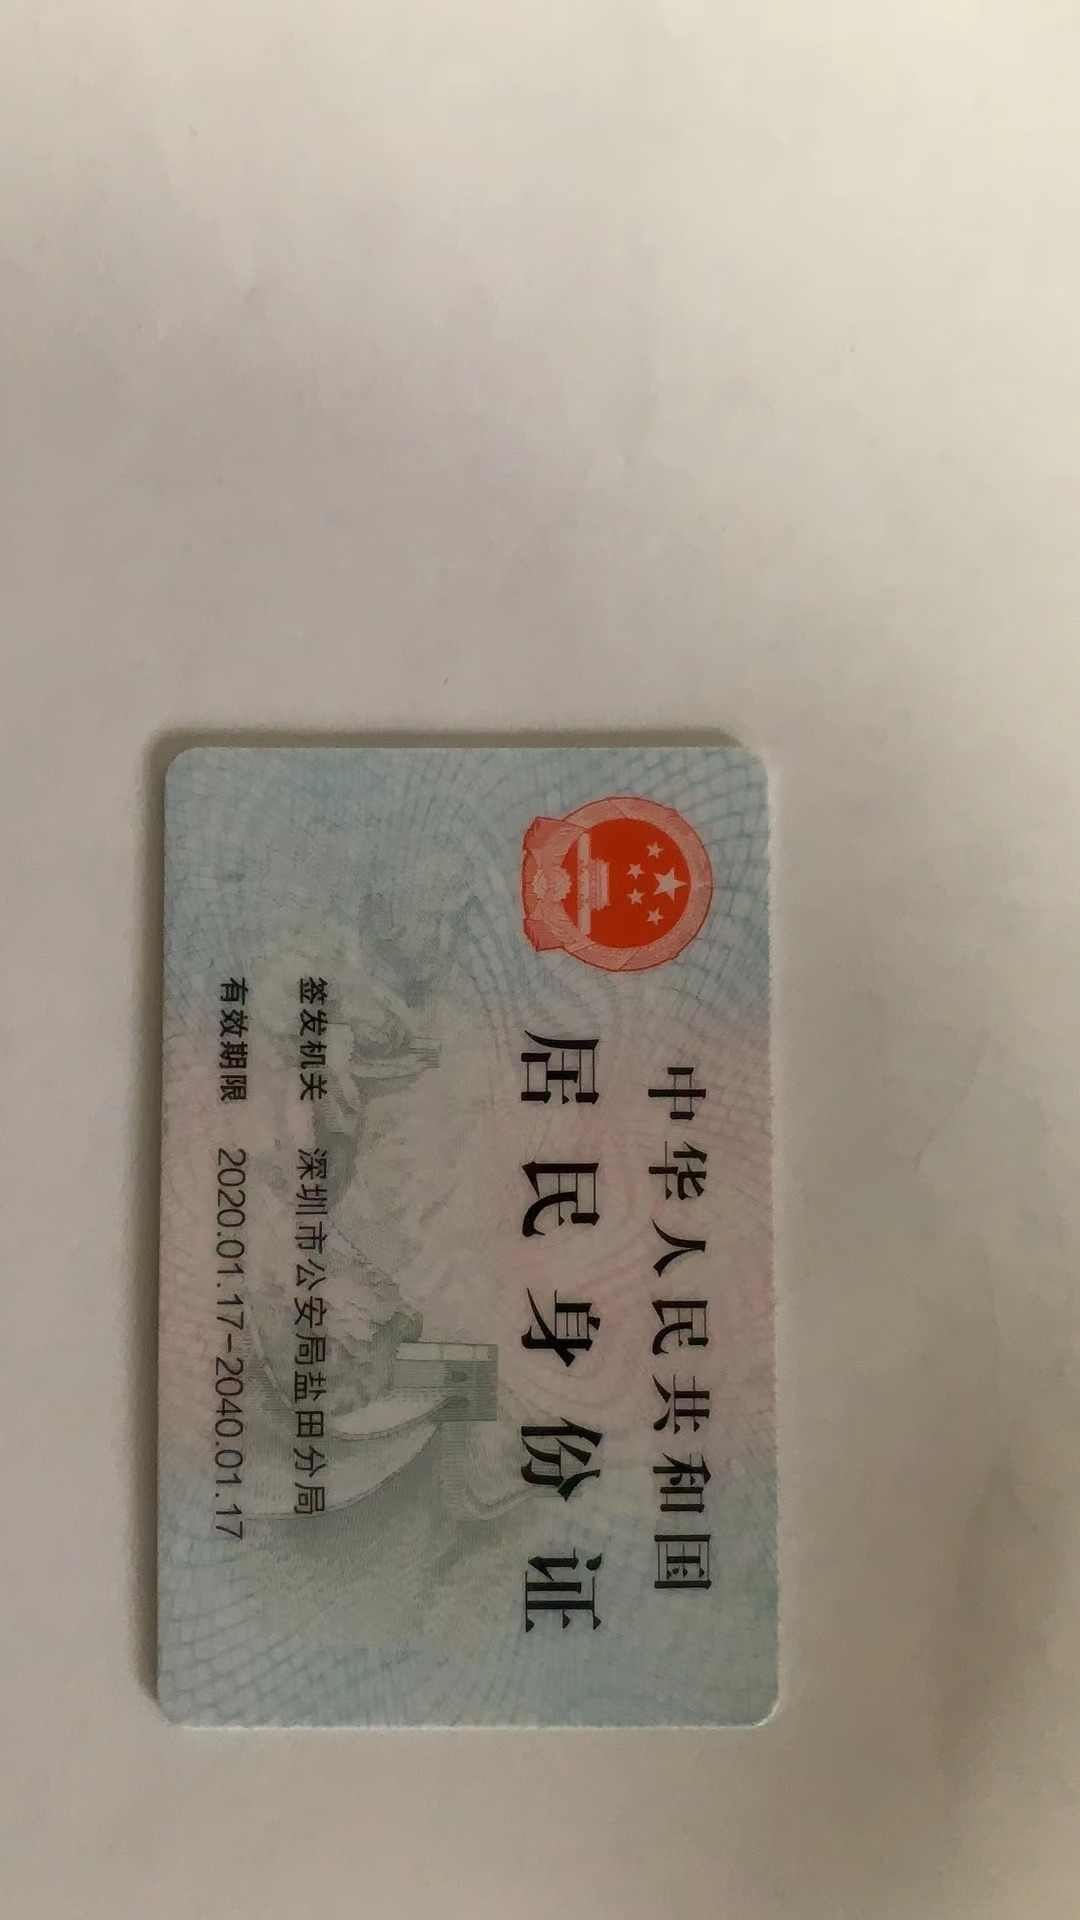 中华人民共和国
居民身份证
签发机关 深圳市公安局盐田分局
有效期限 2020.01.17-2040.01.17